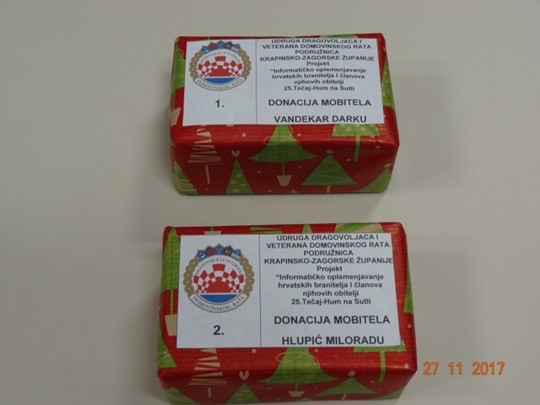 UDRUGA DRAGOVOLJACA I
VETERANA DOMOVINSKOG RATA
PODRUŽNICA
KRAPINSKO-ZAGORSKE ŽUPANIJE
Projekt
"Informatičko opismenjavanje
hrvatskih branitelja I članova
njihovih obitelji
25.Tečaj-Hum na Sutli
1.
DONACIJA MOBITELA
VANDEKAR DARKU
UDRUGA DRAGOVOLJACA I
VETERANA DOMOVINSKOG RATA
PODRUŽNICA
KRAPINSKO-ZAGORSKE ŽUPANIJE
Projekt
"Informatičko opismenjavanje
hrvatskih branitelja I članova
njihovih obitelji
25.Tečaj-Hum na Sutli
DOMOVINSKOG RATA
2.
DONACIJA MOBITELA
HLUPIĆ MILORADU
27 11 2017